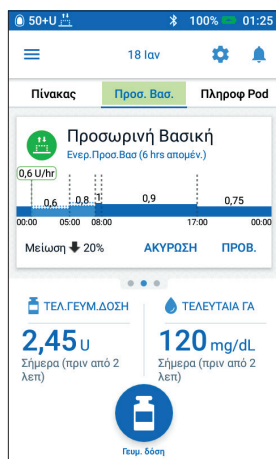 50+U 100% 01:25
18 Ιαν
Πίνακας Προσ. Βασ. Πληροφ Pod
Προσωρινή Βασική
Ενερ.Προσ.Βασ (6 hrs απομέν.)
0,6 U/hr
0,6 0,8 1 0,9 0,75
00:00 05:00 08:00 17:00 00:00
Μείωση 20% ΑΚΥΡΩΣΗ ΠΡΟΒ.
ΤΕΛ.ΓΕΥΜ.ΔΟΣΗ ΤΕΛΕΥΤΑΙΑ ΓΑ
2,45 U 120 mg/dL
Σήμερα (πριν από 2 λεπ) Σήμερα (πριν από 2 λεπ)
Γευμ. δόση